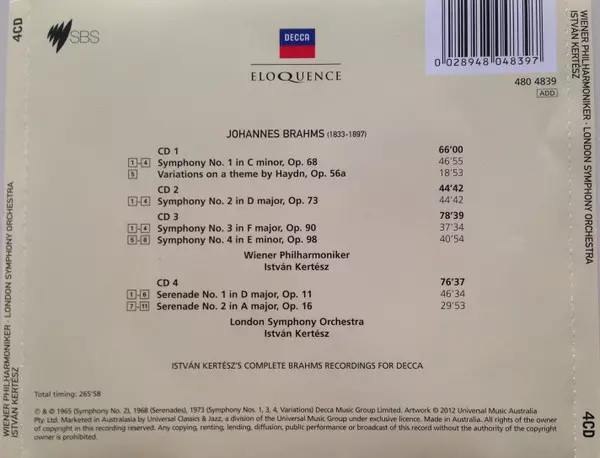 4CD
WIENER PHILHARMONIKER · LONDON SYMPHONY ORCHESTRA
ISTVÁN KERTÉSZ
SBS
DECCA
ELOQUENCE
0 028948 048397
480 4839
ADD
JOHANNES BRAHMS (1833-1897)
CD 1 66’00
1-4 Symphony No. 1 in C minor, Op. 68 46’55
5 Variations on a theme by Haydn, Op. 56a 18’53
CD 2 44’42
1-4 Symphony No. 2 in D major, Op. 73 44’42
CD 3 78’39
1-4 Symphony No. 3 in F major, Op. 90 37’34
5-8 Symphony No. 4 in E minor, Op. 98 40’54
Wiener Philharmoniker
István Kertész
CD 4 76’37
1-6 Serenade No. 1 in D major, Op. 11 46’34
7-11 Serenade No. 2 in A major, Op. 16 29’53
London Symphony Orchestra
István Kertész
ISTVÁN KERTÉSZ’S COMPLETE BRAHMS RECORDINGS FOR DECCA
Total timing: 265’58
℗ & © 1965 (Symphony No. 2), 1968 (Serenades), 1973 (Symphony Nos. 1, 3, 4, Variations) Decca Music Group Limited. Artwork © 2012 Universal Music Australia
Pty. Ltd. Marketed in Australasia by Universal Classics & Jazz, a division of the Universal Music Group under exclusive licence. Made in Australia. All rights of the owner
of copyright in this recording reserved. Any copying, renting, lending, diffusion, public performance or broadcast of this record without the authority of the copyright
owner is prohibited.
WIENER PHILHARMONIKER · LONDON SYMPHONY ORCHESTRA
ISTVÁN KERTÉSZ
4CD